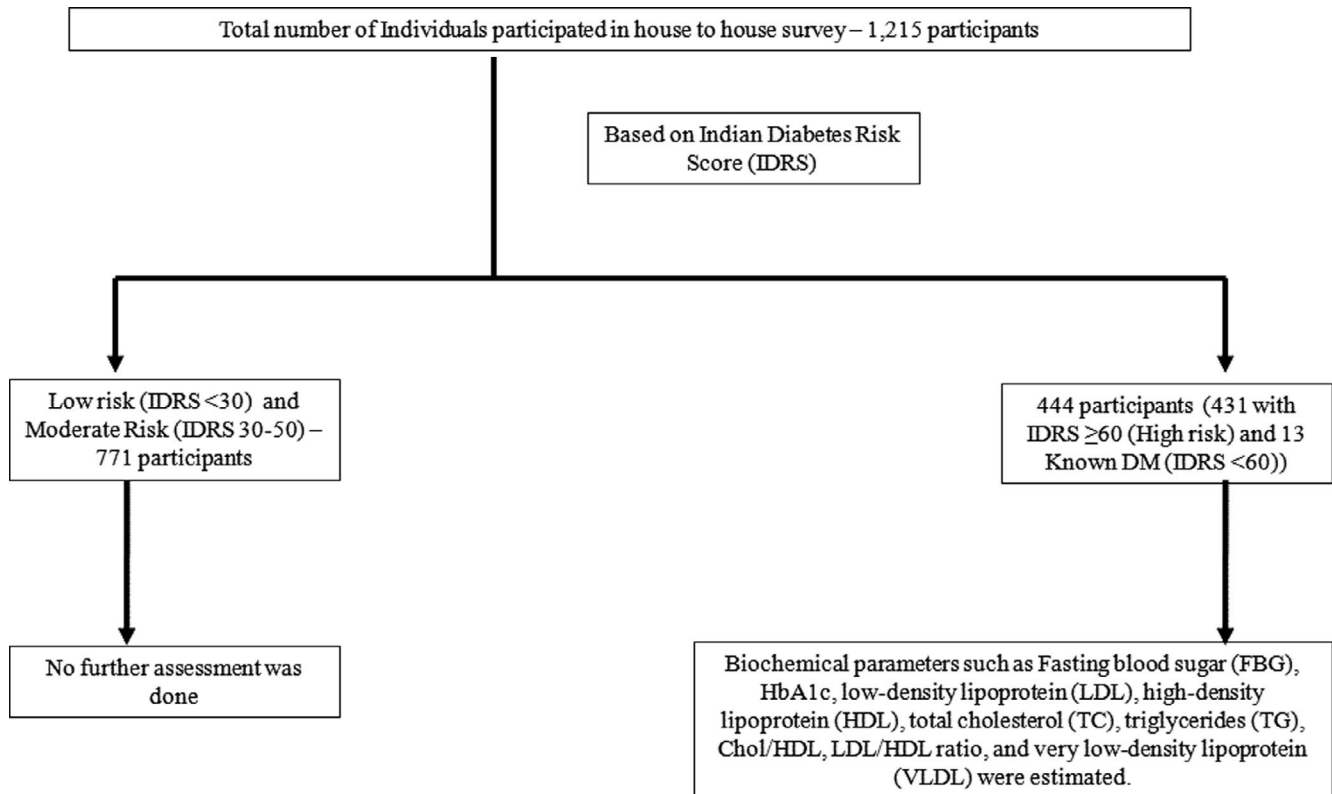 Total number of Individuals participated in house to house survey – 1,215 participants
Based on Indian Diabetes Risk
Score (IDRS)
Low risk (IDRS <30) and
Moderate Risk (IDRS 30-50) –
771 participants
444 participants (431 with
IDRS ≥60 (High risk) and 13
Known DM (IDRS <60))
No further assessment was
done
Biochemical parameters such as Fasting blood sugar (FBG),
HbA1c, low-density lipoprotein (LDL), high-density
lipoprotein (HDL), total cholesterol (TC), triglycerides (TG),
Chol/HDL, LDL/HDL ratio, and very low-density lipoprotein
(VLDL) were estimated.